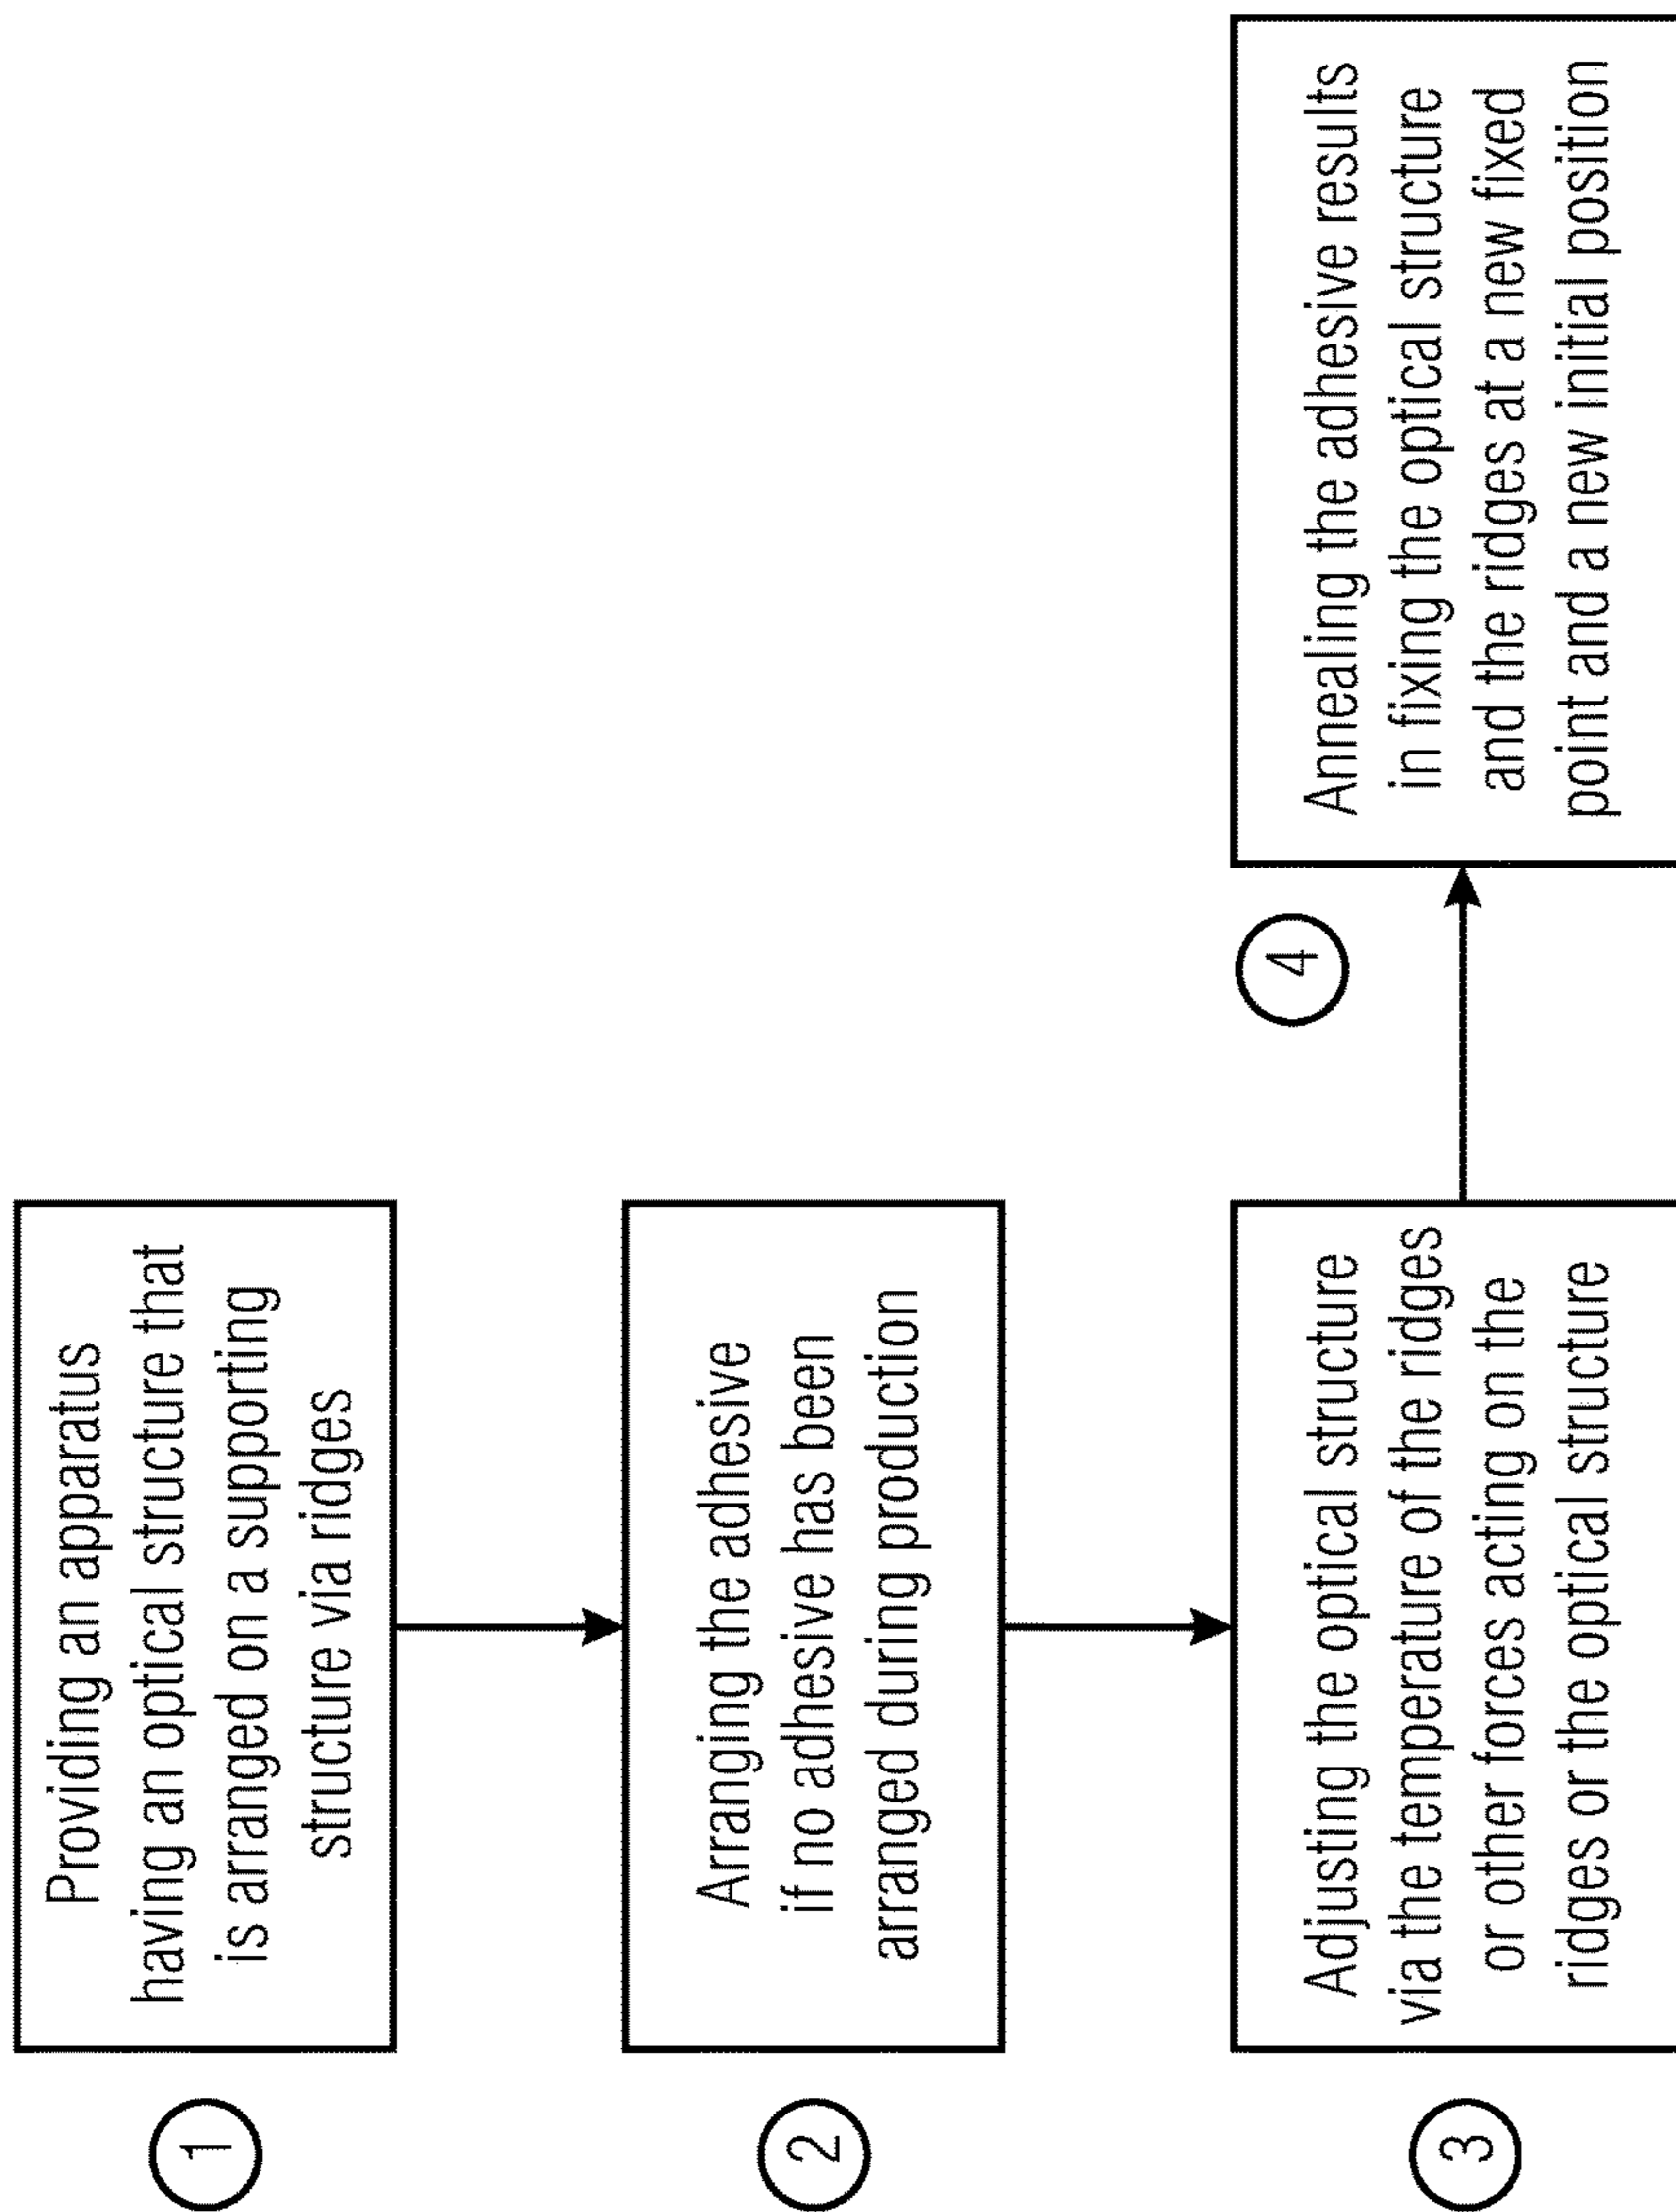 1
Providing an apparatus
having an optical structure that
is arranged on a supporting
structure via ridges
2
Arranging the adhesive
if no adhesive has been
arranged during production
3
Adjusting the optical structure
via the temperature of the ridges
or other forces acting on the
ridges or the optical structure
4
Annealing the adhesive results
in fixing the optical structure
and the ridges at a new fixed
point and a new initial position